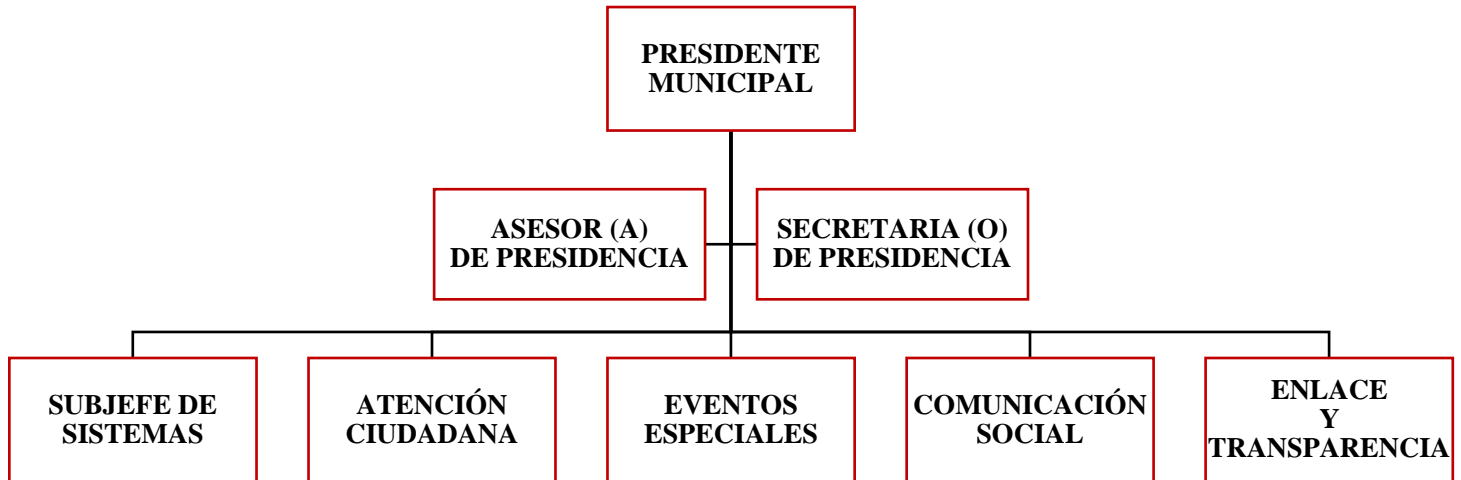 PRESIDENTE
MUNICIPAL
ASESOR (A)
DE PRESIDENCIA
SECRETARIA (O)
DE PRESIDENCIA
SUBJEFE DE
SISTEMAS
ATENCIÓN
CIUDADANA
EVENTOS
ESPECIALES
COMUNICACIÓN
SOCIAL
ENLACE
Y
TRANSPARENCIA